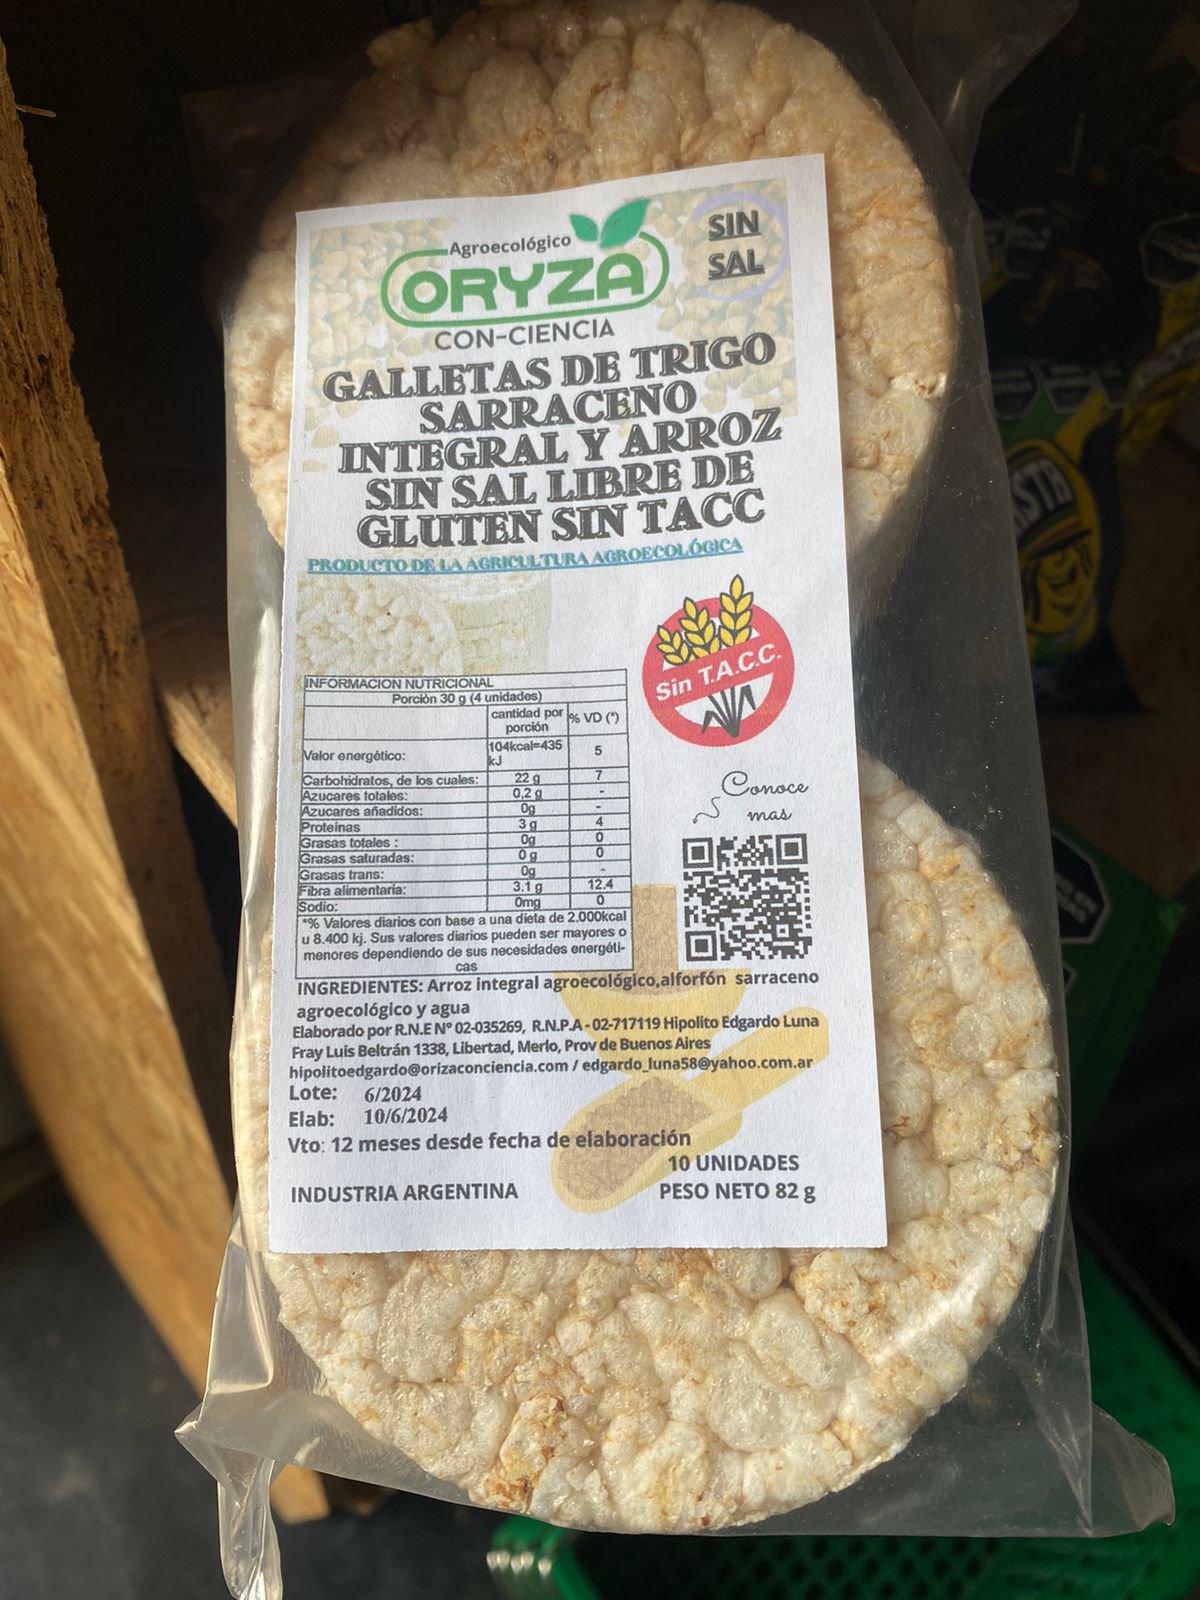 Agroecológico
ORYZA
CON-CIENCIA
SIN
SAL
GALLETAS DE TRIGO
SARRACENO
INTEGRAL Y ARROZ
SIN SAL LIBRE DE
GLUTEN SIN TACC
PRODUCTO DE LA AGRICULTURA AGROECOLÓGICA
Sin T.A.C.C.
INFORMACION NUTRICIONAL
Porción 30 g (4 unidades)
cantidad por porción % VD (*)
Valor energético: 104kcal=435 kJ 5
Carbohidratos, de los cuales: 22 g 7
Azucares totales: 0,2 g -
Azucares añadidos: 0g -
Proteínas 3 g 4
Grasas totales : 0g 0
Grasas saturadas: 0 g 0
Grasas trans: 0g -
Fibra alimentaria: 3.1 g 12.4
Sodio: 0mg 0
*% Valores diarios con base a una dieta de 2.000kcal
u 8.400 kj. Sus valores diarios pueden ser mayores o
menores dependiendo de sus necesidades energéti-
cas
Conoce
mas
INGREDIENTES: Arroz integral agroecológico,alforfón sarraceno
agroecológico y agua
Elaborado por R.N.E Nº 02-035269, R.N.P.A - 02-717119 Hipolito Edgardo Luna
Fray Luis Beltrán 1338, Libertad, Merlo, Prov de Buenos Aires
hipolitoedgardo@orizaconciencia.com / edgardo_luna58@yahoo.com.ar
Lote: 6/2024
Elab: 10/6/2024
Vto: 12 meses desde fecha de elaboración
10 UNIDADES
INDUSTRIA ARGENTINA PESO NETO 82 g